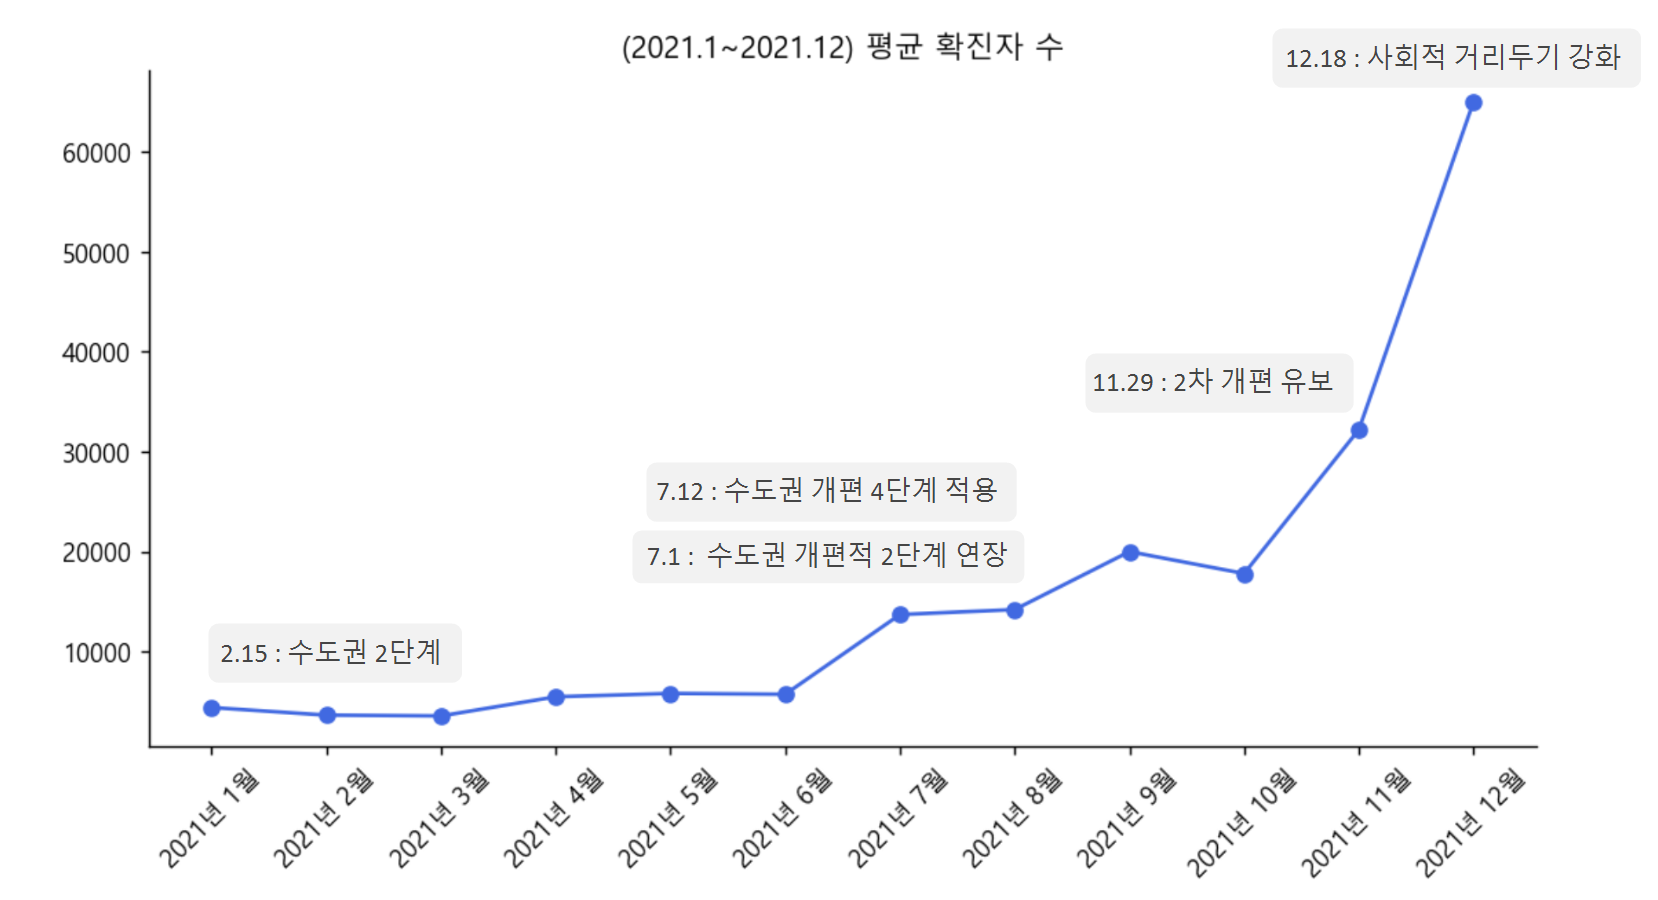 (2021.1~2021.12) 평균 확진자 수
12.18 : 사회적 거리두기 강화
60000
50000
40000
11.29 : 2차 개편 유보
30000
7.12 : 수도권 개편 4단계 적용
20000
7.1 : 수도권 개편적 2단계 연장
10000
2.15 : 수도권 2단계
2021년 1월
2021년 2월
2021년 3월
2021년 4월
2021년 5월
2021년 6월
2021년 7월
2021년 8월
2021년 9월
2021년 10월
2021년 11월
2021년 12월